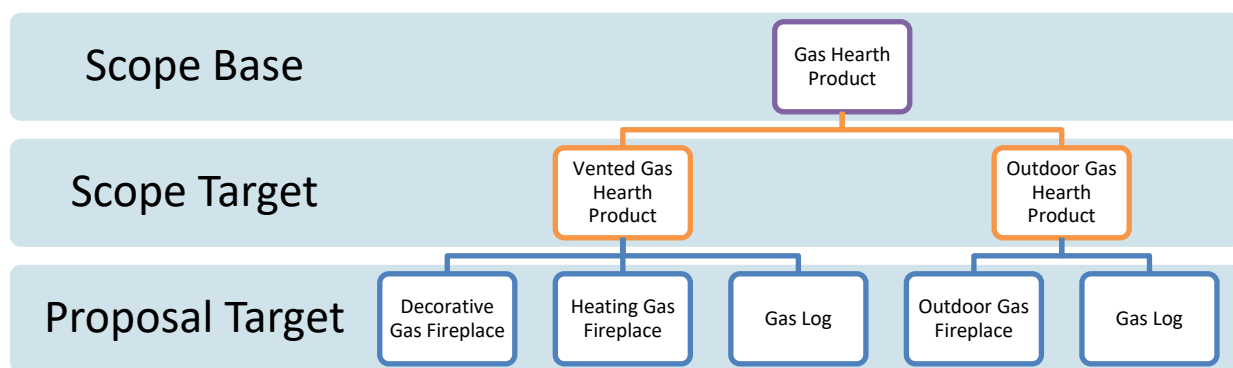 Scope Base
Gas Hearth
Product
Scope Target
Vented Gas
Hearth
Product
Outdoor Gas
Hearth
Product
Proposal Target
Decorative
Gas Fireplace
Heating Gas
Fireplace
Gas Log
Outdoor Gas
Fireplace
Gas Log